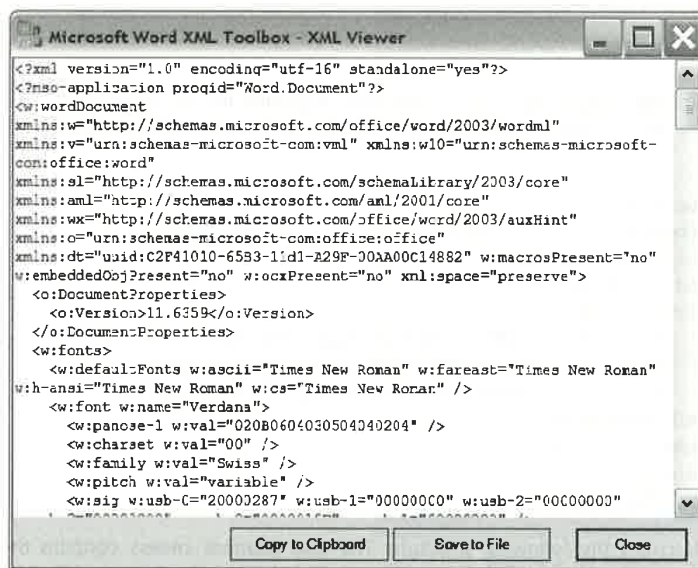 Microsoft Word XML Toolbox - XML Viewer
<?xml version="1.0" encoding="utf-16" standalone="yes"?>
<?mso-application progid="Word.Document"?>
<w:wordDocument
xmlns:w="http://schemas.microsoft.com/office/word/2003/wordml"
xmlns:v="urn:schemas-microsoft-com:vml" xmlns:w10="urn:schemas-microsoft-
com:office:word"
xmlns:sl="http://schemas.microsoft.com/schemaLibrary/2003/core"
xmlns:aml="http://schemas.microsoft.com/aml/2001/core"
xmlns:wx="http://schemas.microsoft.com/office/word/2003/auxHint"
xmlns:o="urn:schemas-microsoft-com:office:office"
xmlns:dt="uuid:C2F41010-65B3-11d1-A29F-00AA00C14882" w:macrosPresent="no"
w:embeddedObjPresent="no" w:ocxPresent="no" xml:space="preserve">
<o:DocumentProperties>
<o:Version>11.6359</o:Version>
</o:DocumentProperties>
<w:fonts>
<w:defaultFonts w:ascii="Times New Roman" w:fareast="Times New Roman"
w:h-ansi="Times New Roman" w:cs="Times New Roman" />
<w:font w:name="Verdana">
<w:panose-1 w:val="020B0604030504040204" />
<w:charset w:val="00" />
<w:family w:val="Swiss" />
<w:pitch w:val="variable" />
<w:sig w:usb-0="20000287" w:usb-1="00000000" w:usb-2="00000000"
Copy to Clipboard
Save to File
Close